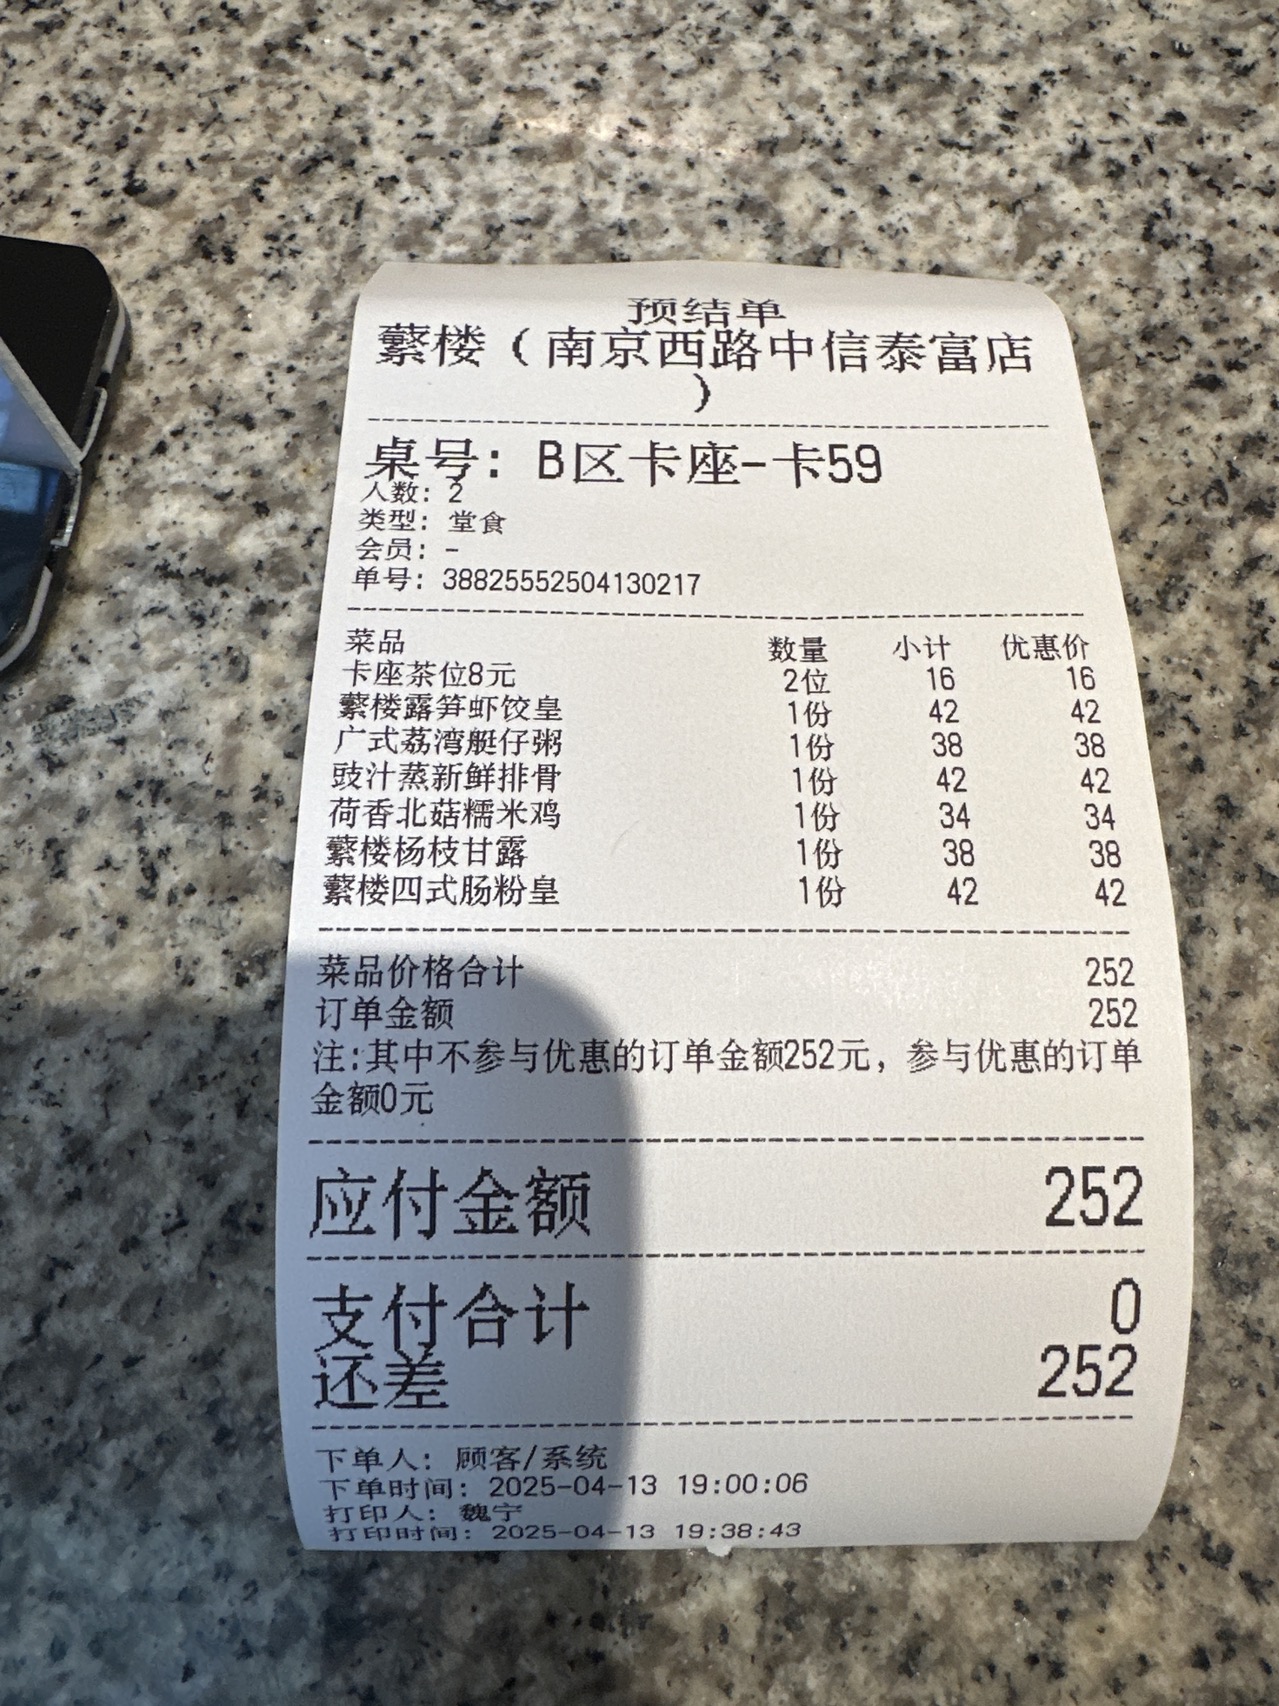 预结单
蘩楼（南京西路中信泰富店
）
桌号：B区卡座-卡59
人数：2
类型：堂食
会员：-
单号：38825552504130217
菜品 数量 小计 优惠价
卡座茶位8元 2位 16 16
蘩楼露笋虾饺皇 1份 42 42
广式荔湾艇仔粥 1份 38 38
豉汁蒸新鲜排骨 1份 42 42
荷香北菇糯米鸡 1份 34 34
蘩楼杨枝甘露 1份 38 38
蘩楼四式肠粉皇 1份 42 42
菜品价格合计 252
订单金额 252
注:其中不参与优惠的订单金额252元，参与优惠的订单
金额0元
应付金额 252
支付合计 0
还差 252
下单人：顾客/系统
下单时间：2025-04-13 19:00:06
打印人：魏宁
打印时间：2025-04-13 19:38:43